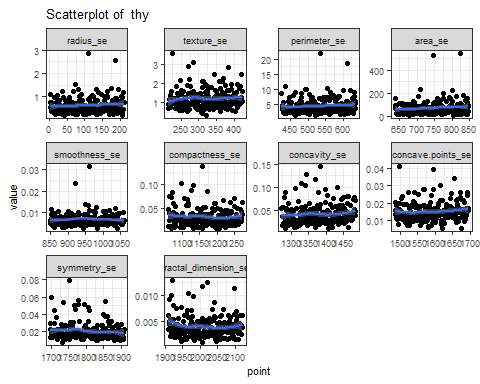 Scatterplot of thy
radius_se texture_se perimeter_se area_se
3 2 1
3 2 1
20 15 10 5
400 200 0
0 50 100 150 200
250 300 350 400
450 500 550 600
650 700 750 800 850
smoothness_se compactness_se concavity_se concave.points_se
0.03 0.02 0.01
0.10 0.05
0.15 0.10 0.05
0.04 0.03 0.02 0.01
850 900 950 1000 1050
1100 1150 1200 1250
1300 1350 1400 1450
1500 1550 1600 1650 1700
symmetry_se ractal_dimension_se
0.08 0.06 0.04 0.02
0.010 0.005
1700 1750 1800 1850 1900
1900 1950 2000 2050 2100
value
point